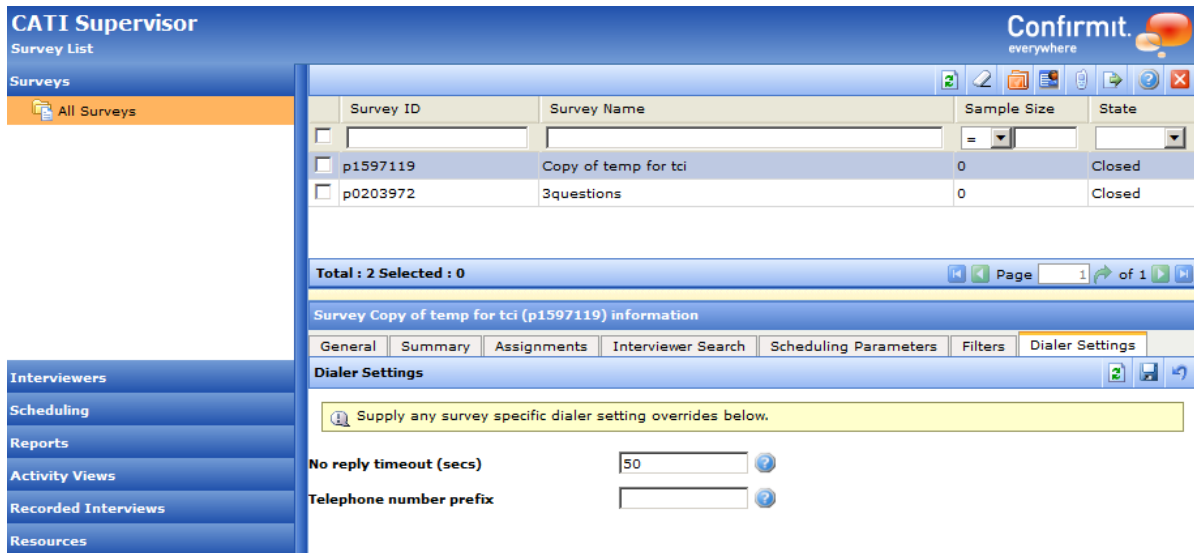 CATI Supervisor
Survey List
Confirmit.
everywhere
Surveys
All Surveys
Survey ID Survey Name Sample Size State
=
p1597119 Copy of temp for tci 0 Closed
p0203972 3questions 0 Closed
Total : 2 Selected : 0 Page 1 of 1
Survey Copy of temp for tci (p1597119) information
General Summary Assignments Interviewer Search Scheduling Parameters Filters Dialer Settings
Dialer Settings
Supply any survey specific dialer setting overrides below.
No reply timeout (secs) 50
Telephone number prefix
Interviewers
Scheduling
Reports
Activity Views
Recorded Interviews
Resources